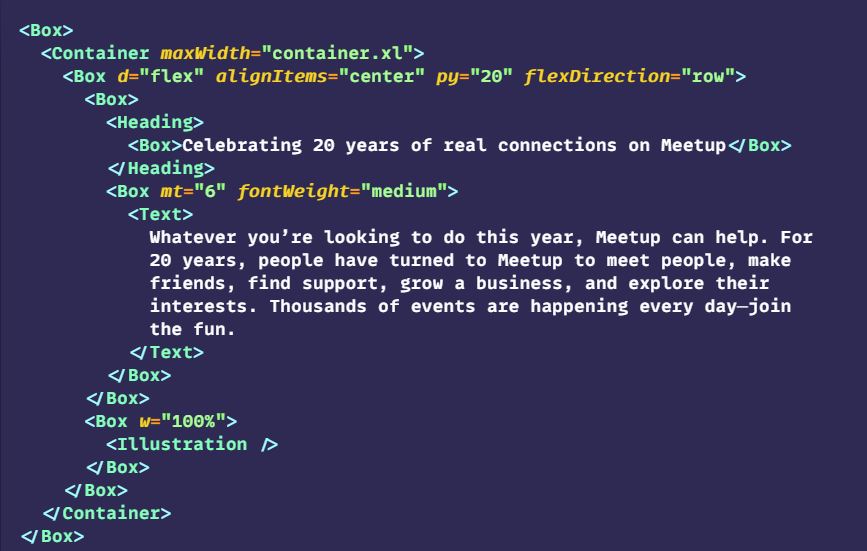 <Box>
  <Container maxWidth="container.xl">
    <Box d="flex" alignItems="center" py="20" flexDirection="row">
      <Box>
        <Heading>
          <Box>Celebrating 20 years of real connections on Meetup</Box>
        </Heading>
        <Box mt="6" fontWeight="medium">
          <Text>
            Whatever you’re looking to do this year, Meetup can help. For
            20 years, people have turned to Meetup to meet people, make
            friends, find support, grow a business, and explore their
            interests. Thousands of events are happening every day—join
            the fun.
          </Text>
        </Box>
      </Box>
      <Box w="100%">
        <Illustration />
      </Box>
    </Box>
  </Container>
</Box>